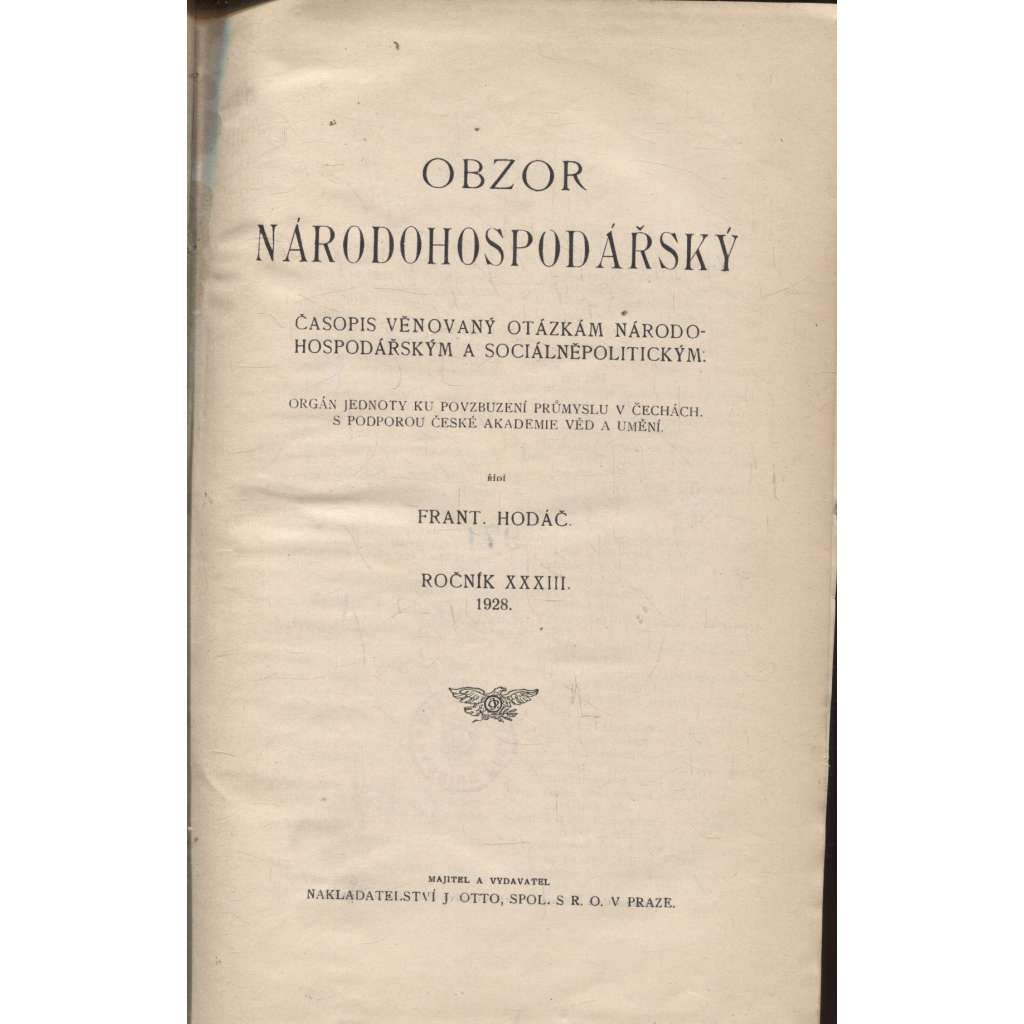 OBZOR
NÁRODOHOSPODÁŘSKÝ
ČASOPIS VĚNOVANÝ OTÁZKÁM NÁRODO-
HOSPODÁŘSKÝM A SOCIÁLNĚPOLITICKÝM.
ORGÁN JEDNOTY KU POVZBUZENÍ PRŮMYSLU V ČECHÁCH.
S PODPOROU ČESKÉ AKADEMIE VĚD A UMĚNÍ.
ŘÍDÍ
FRANT. HODÁČ.
ROČNÍK XXXIII.
1928.
MAJITEL A VYDAVATEL
NAKLADATELSTVÍ J. OTTO, SPOL. S R. O. V PRAZE.